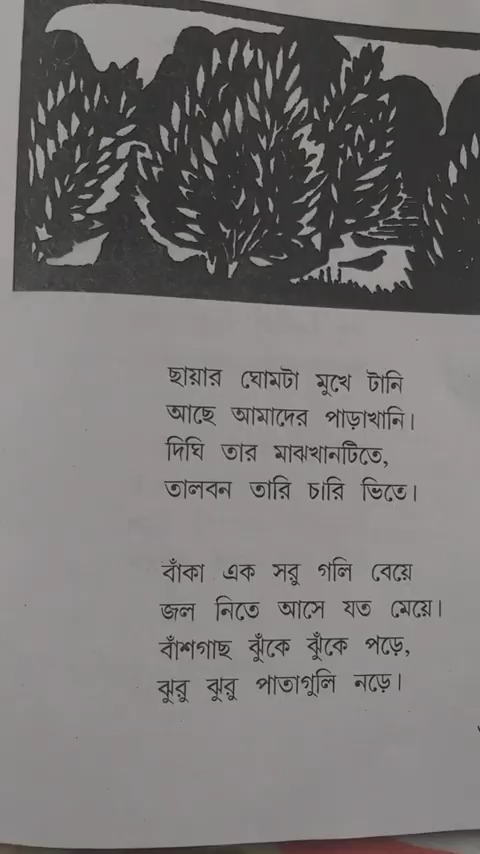 ছায়ার ঘোমটা মুখে টানি
আছে আমাদের পাড়াখানি।
দিঘি তার মাঝখানটিতে,
তালবন তারি চারি ভিতে।
বাঁকা এক সরু গলি বেয়ে
জল নিতে আসে যত মেয়ে।
বাঁশগাছ ঝুঁকে ঝুঁকে পড়ে,
ঝুরু ঝুরু পাতাগুলি নড়ে।